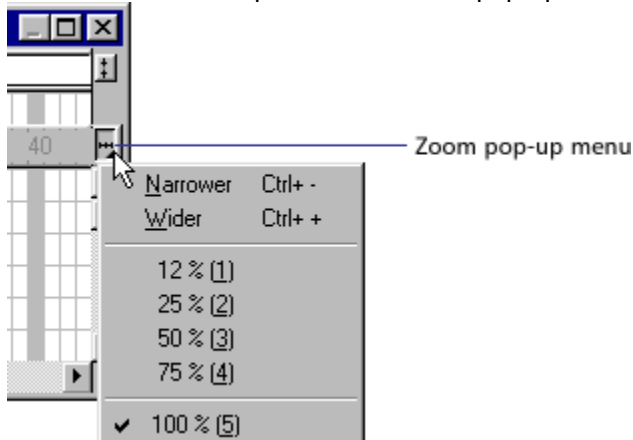 40
Zoom pop-up menu
Narrower Ctrl+ -
Wider Ctrl+ +
12 % (1)
25 % (2)
50 % (3)
75 % (4)
✔ 100 % (5)